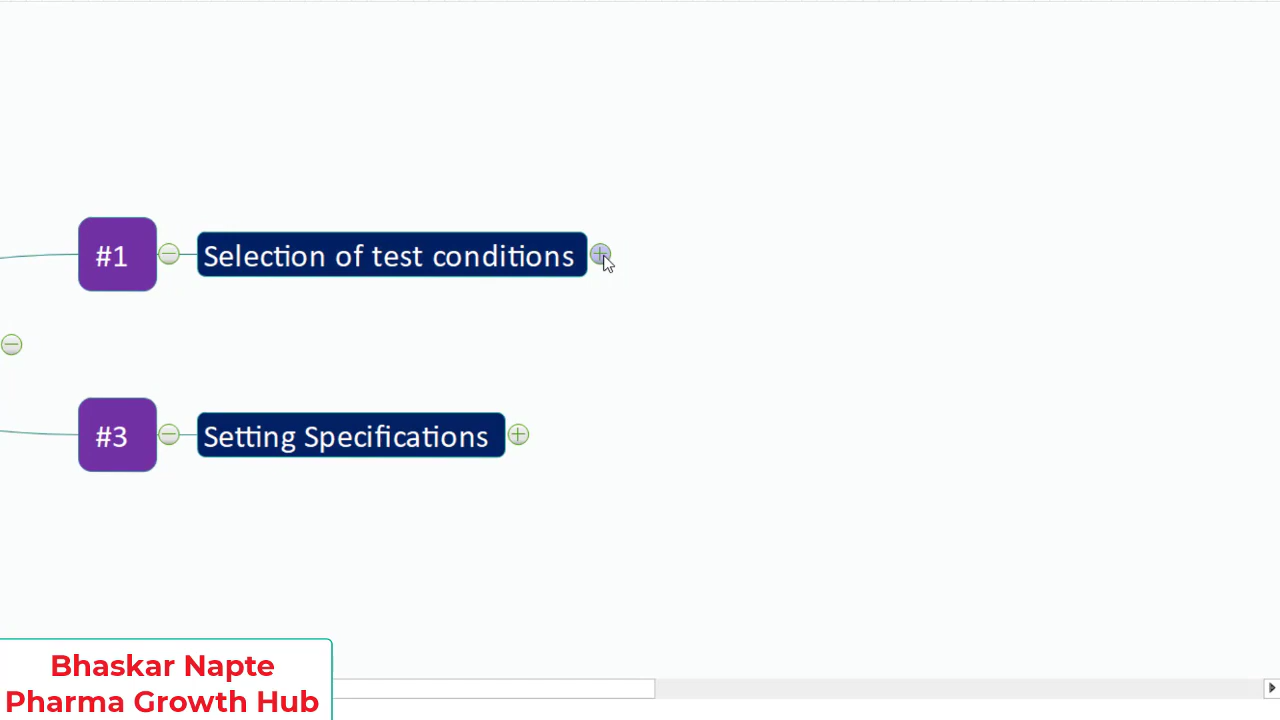 #1
Selection of test conditions
#3
Setting Specifications
Bhaskar Napte
Pharma Growth Hub